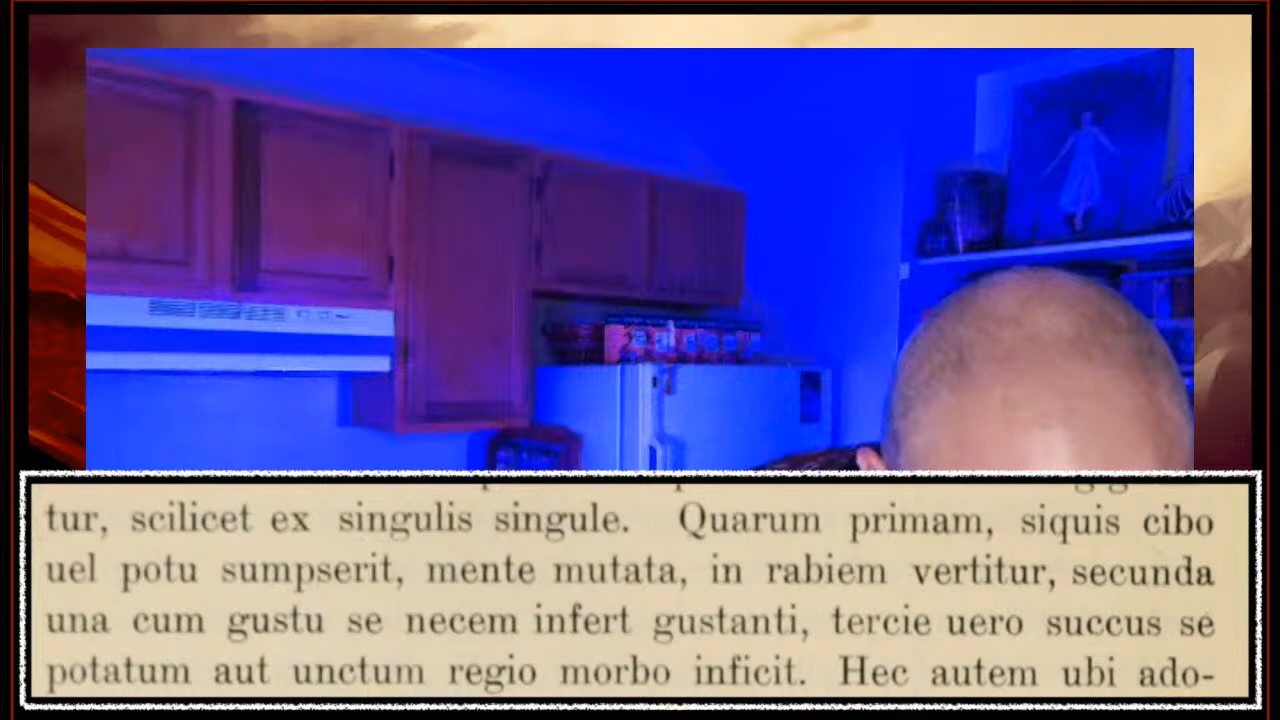 tur, scilicet ex singulis singule. Quarum primam, siquis cibo
uel potu sumpserit, mente mutata, in rabiem vertitur, secunda
una cum gustu se necem infert gustanti, tercie uero succus se
potatum aut unctum regio morbo inficit. Hec autem ubi ado-